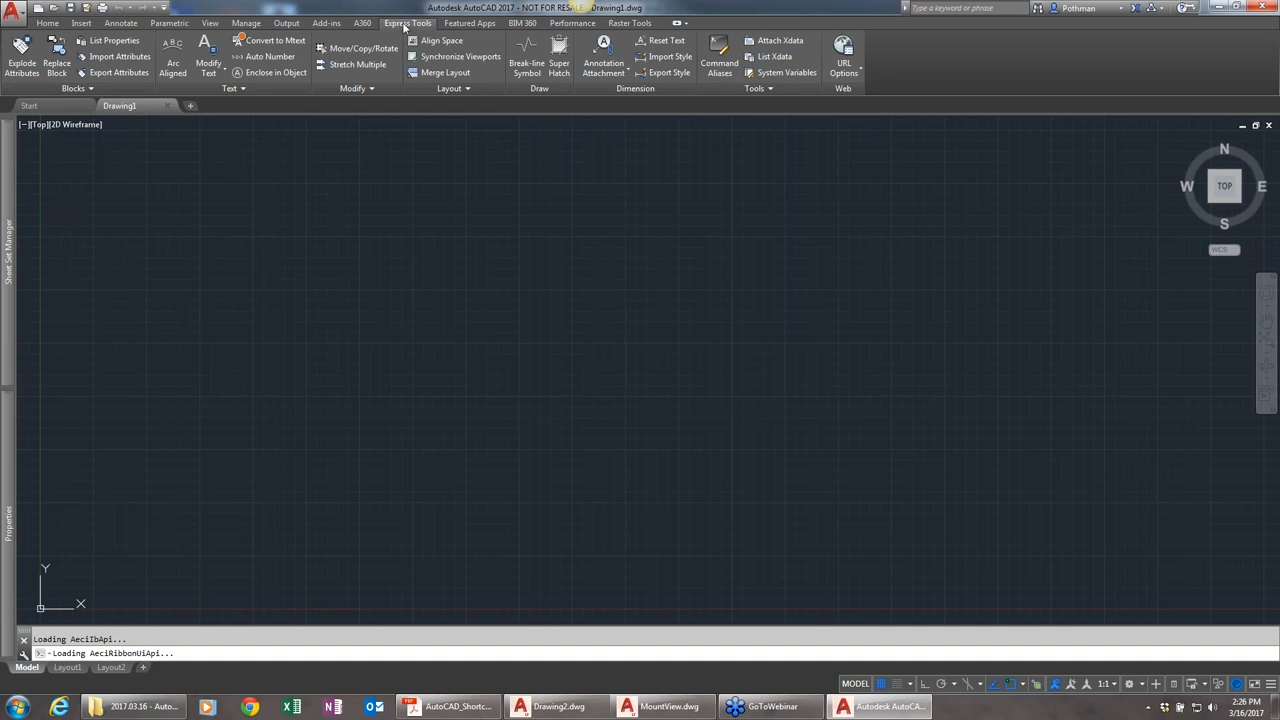 Autodesk AutoCAD 2017 - NOT FOR RESALE Drawing1.dwg
Type a keyword or phrase
Pothman
Home Insert Annotate Parametric View Manage Output Add-ins A360 Express Tools Featured Apps BIM 360 Performance Raster Tools
Explode Attributes
Replace Block
List Properties
Import Attributes
Export Attributes
Blocks
Arc Aligned
Modify Text
Convert to Mtext
Auto Number
Enclose in Object
Text
Move/Copy/Rotate
Stretch Multiple
Modify
Align Space
Synchronize Viewports
Merge Layout
Layout
Break-line Symbol
Super Hatch
Draw
Annotation Attachment
Reset Text
Import Style
Export Style
Dimension
Command Aliases
Attach Xdata
List Xdata
System Variables
Tools
URL Options
Web
Start Drawing1
[−][Top][2D Wireframe]
N
W TOP E
S
WCS
Sheet Set Manager
Properties
Y
X
Loading AeciIbApi...
Loading AeciRibbonUiApi...
Model Layout1 Layout2 +
MODEL 1:1
2017.03.16 - Auto...
AutoCAD_Shortc...
Drawing2.dwg
MountView.dwg
GoToWebinar
Autodesk AutoCA...
2:26 PM
3/16/2017